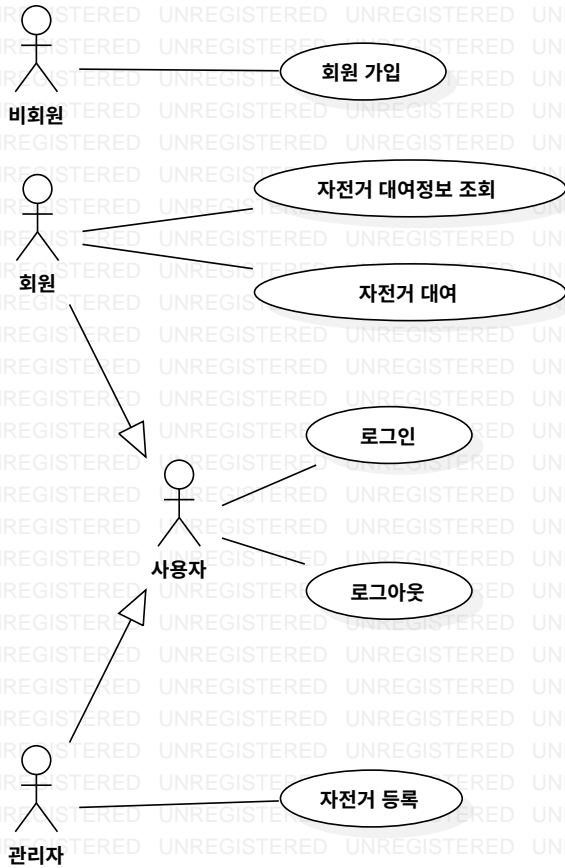 회원 가입
비회원
자전거 대여정보 조회
회원
자전거 대여
로그인
사용자
로그아웃
자전거 등록
관리자
UNREGISTERED